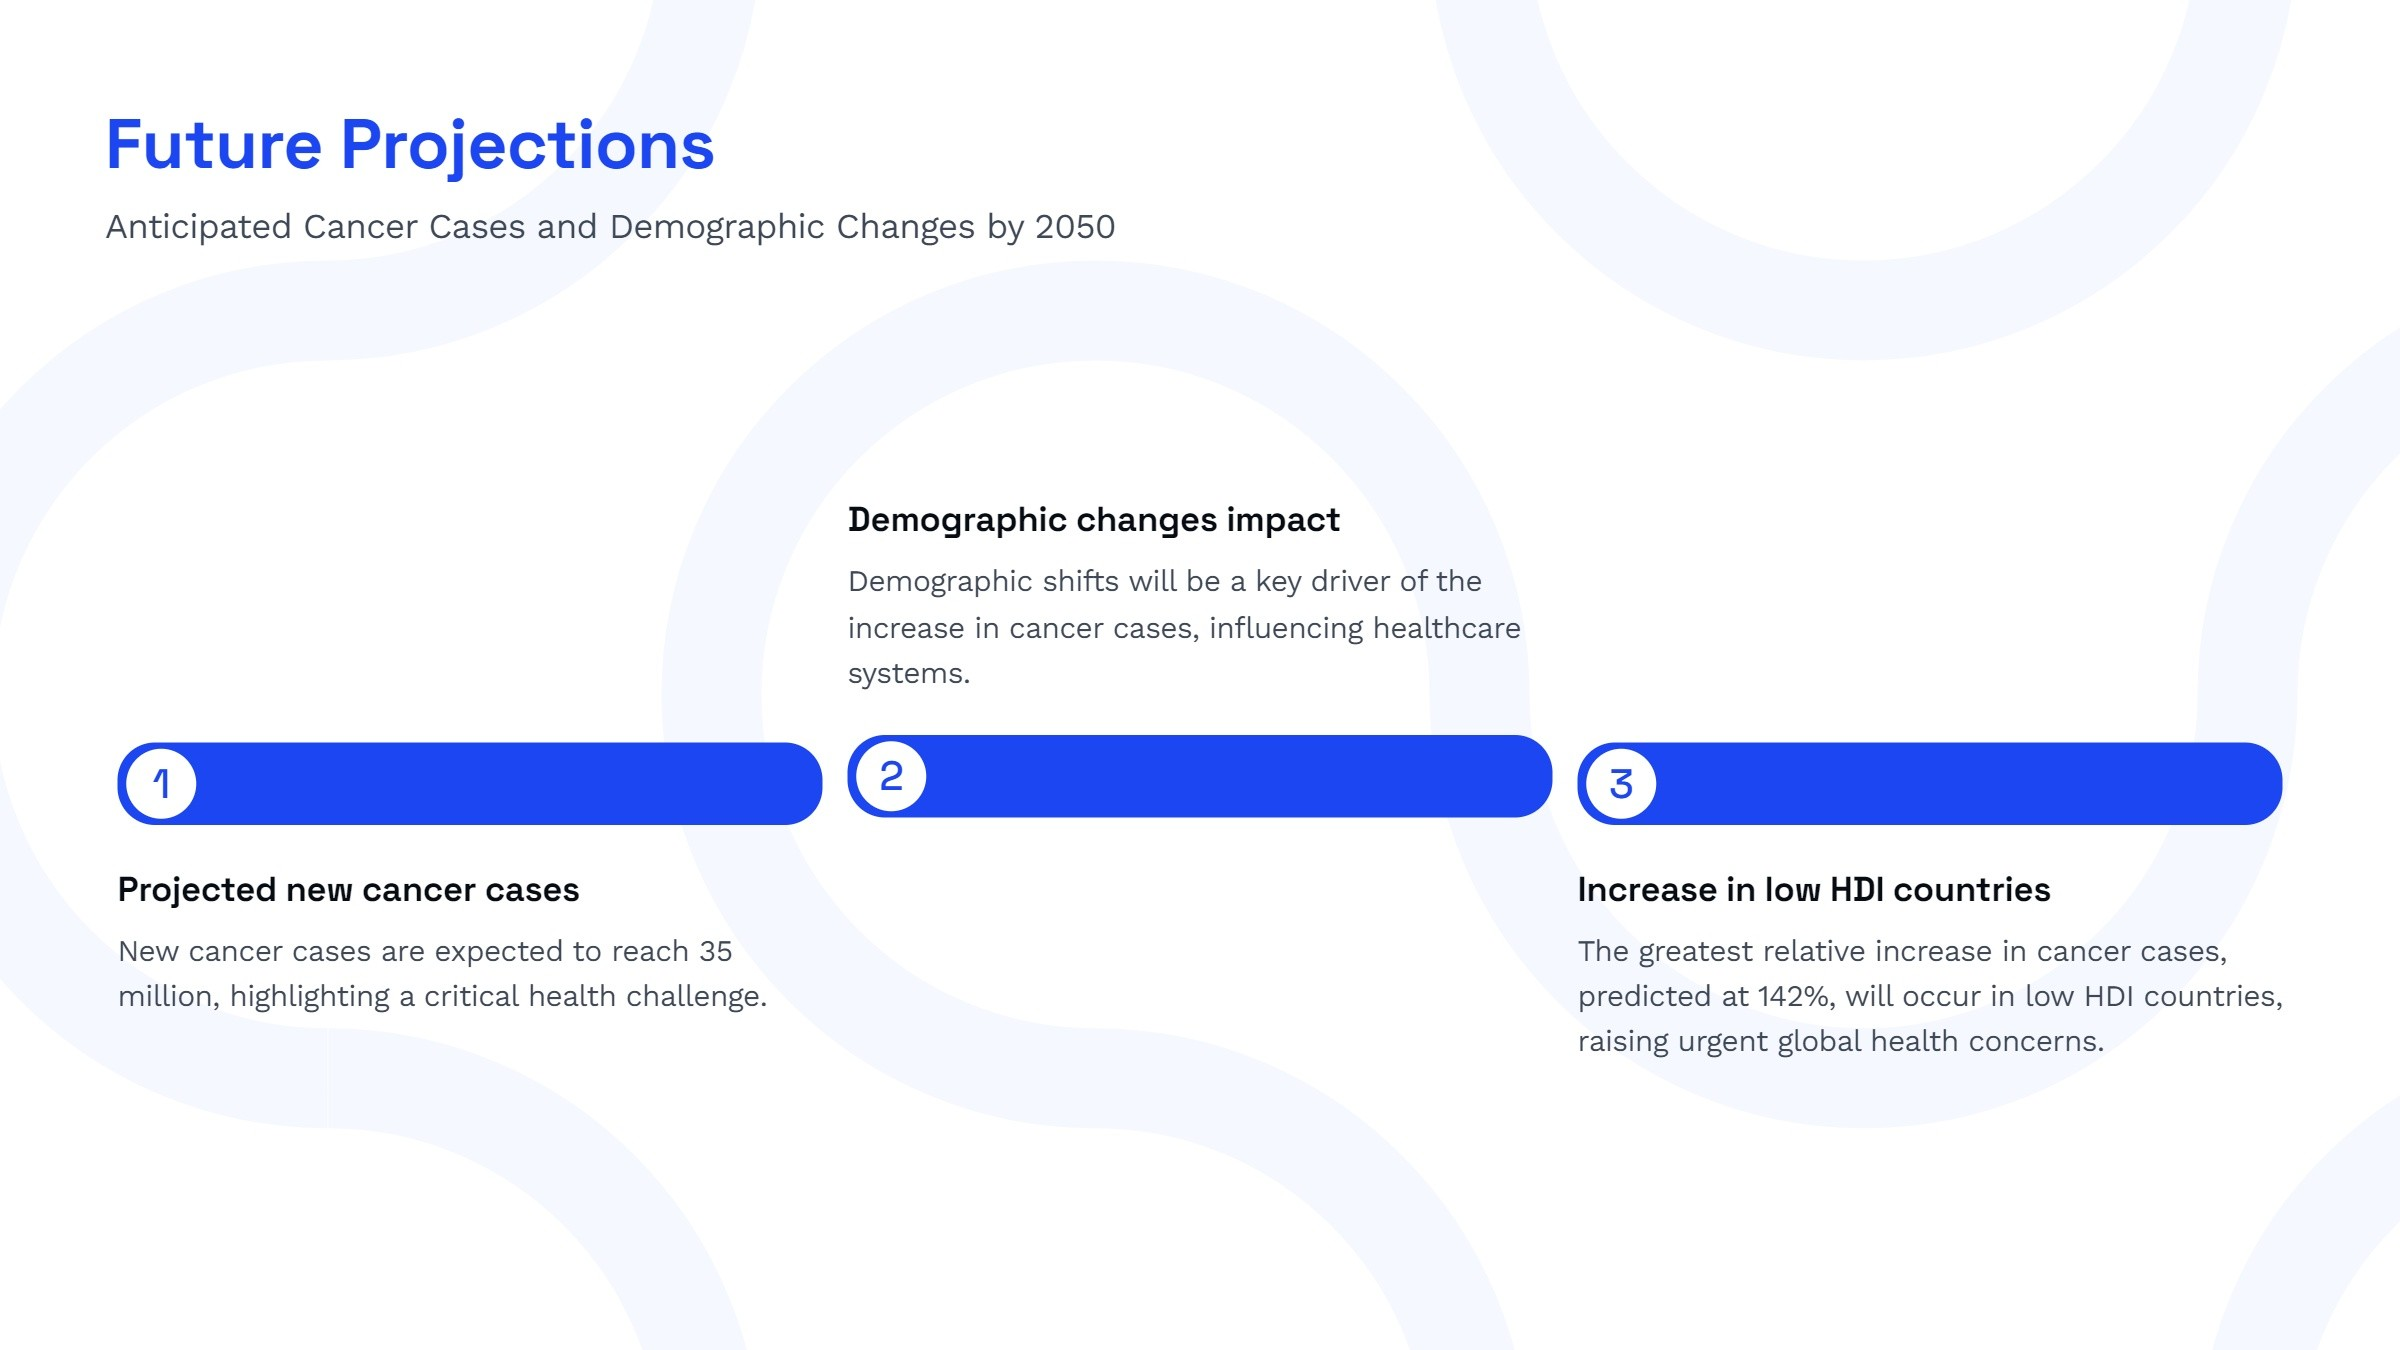 Future Projections
Anticipated Cancer Cases and Demographic Changes by 2050
1
Projected new cancer cases
New cancer cases are expected to reach 35
million, highlighting a critical health challenge.
Demographic changes impact
Demographic shifts will be a key driver of the
increase in cancer cases, influencing healthcare
systems.
2
3
Increase in low HDI countries
The greatest relative increase in cancer cases,
predicted at 142%, will occur in low HDI countries,
raising urgent global health concerns.